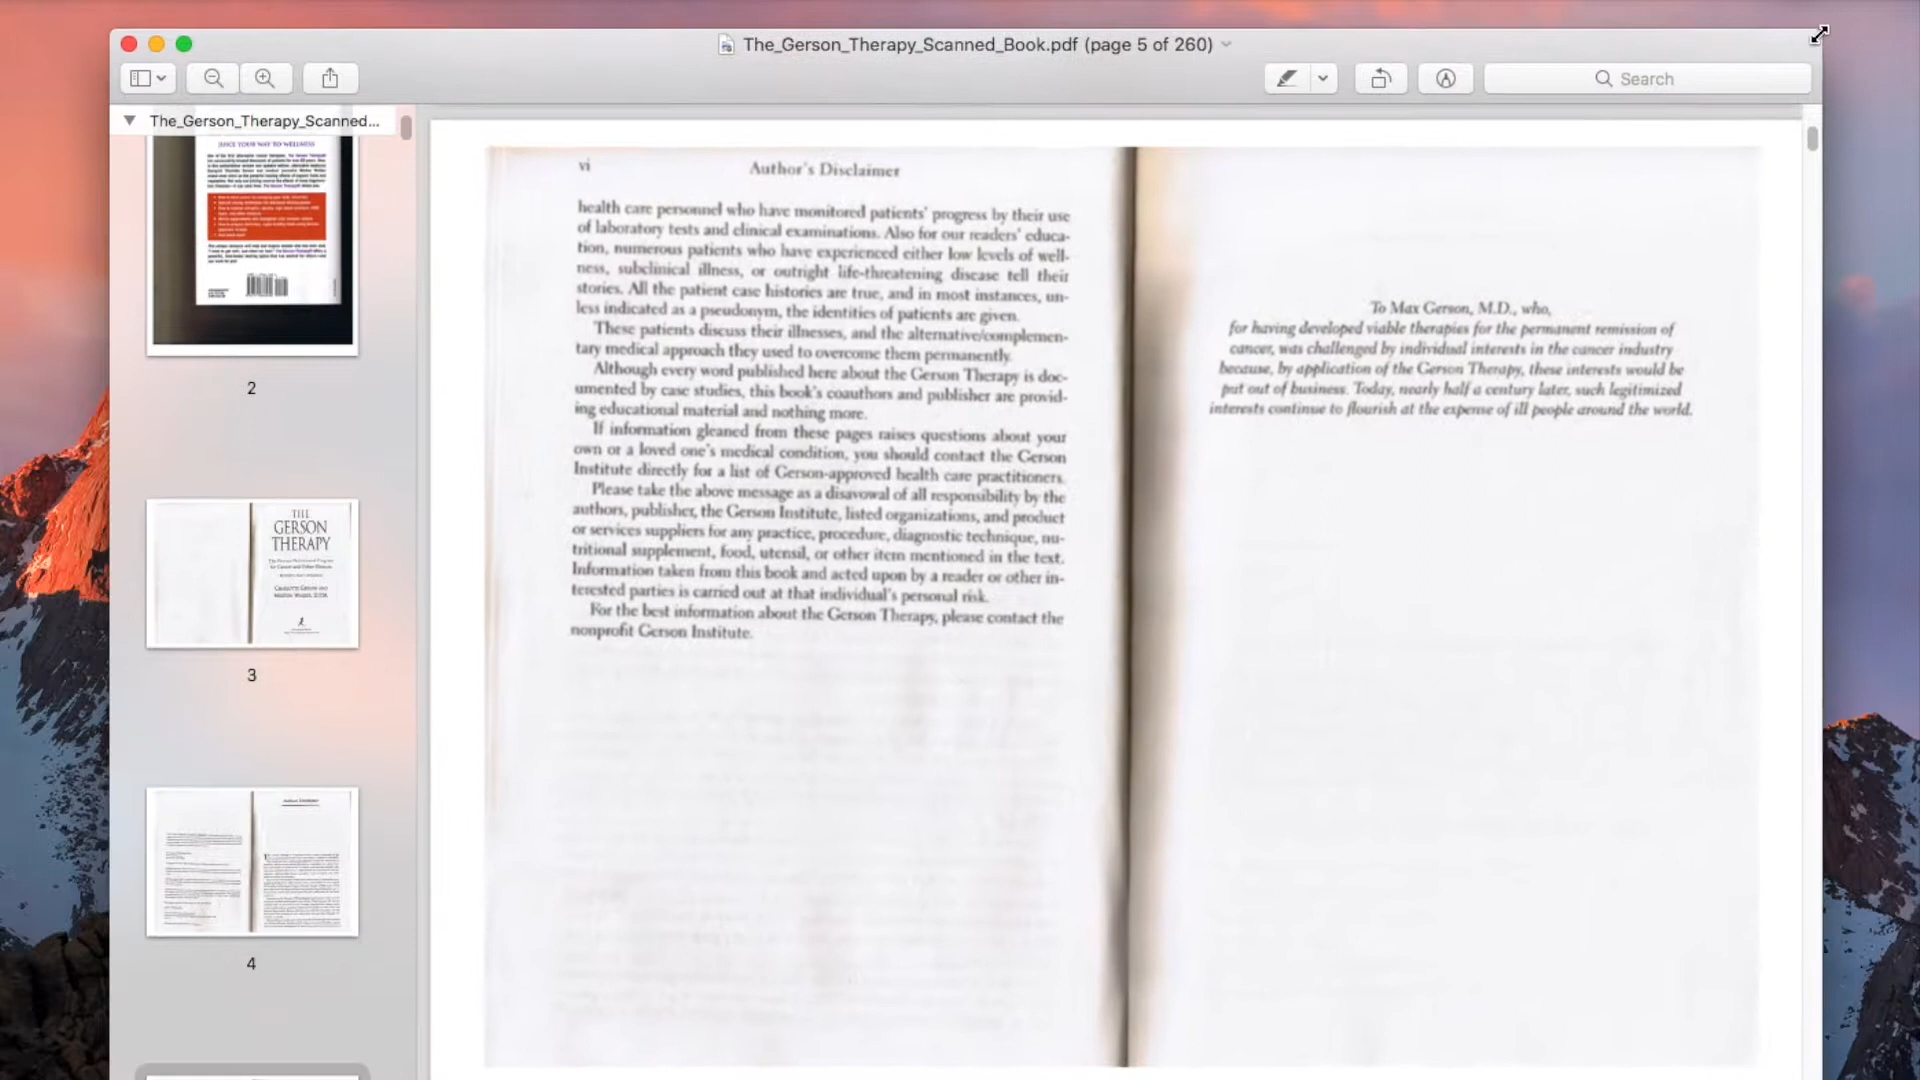 The_Gerson_Therapy_Scanned_Book.pdf (page 5 of 260)
Search
The_Gerson_Therapy_Scanned...
JUICE YOUR WAY TO WELLNESS
2
THE
GERSON
THERAPY
CHARLOTTE GERSON AND
MORTON WALKER, D.P.M.
3
Author's Disclaimer
4
vi
Author's Disclaimer
health care personnel who have monitored patients' progress by their use
of laboratory tests and clinical examinations. Also for our readers' educa-
tion, numerous patients who have experienced either low levels of well-
ness, subclinical illness, or outright life-threatening disease tell their
stories. All the patient case histories are true, and in most instances, un-
less indicated as a pseudonym, the identities of patients are given.
These patients discuss their illnesses, and the alternative/complemen-
tary medical approach they used to overcome them permanently.
Although every word published here about the Gerson Therapy is doc-
umented by case studies, this book's coauthors and publisher are provid-
ing educational material and nothing more.
If information gleaned from these pages raises questions about your
own or a loved one's medical condition, you should contact the Gerson
Institute directly for a list of Gerson-approved health care practitioners.
Please take the above message as a disavowal of all responsibility by the
authors, publisher, the Gerson Institute, listed organizations, and product
or services suppliers for any practice, procedure, diagnostic technique, nu-
tritional supplement, food, utensil, or other item mentioned in the text.
Information taken from this book and acted upon by a reader or other in-
terested parties is carried out at that individual's personal risk.
For the best information about the Gerson Therapy, please contact the
nonprofit Gerson Institute.
To Max Gerson, M.D., who,
for having developed viable therapies for the permanent remission of
cancer, was challenged by individual interests in the cancer industry
because, by application of the Gerson Therapy, these interests would be
put out of business. Today, nearly half a century later, such legitimized
interests continue to flourish at the expense of ill people around the world.